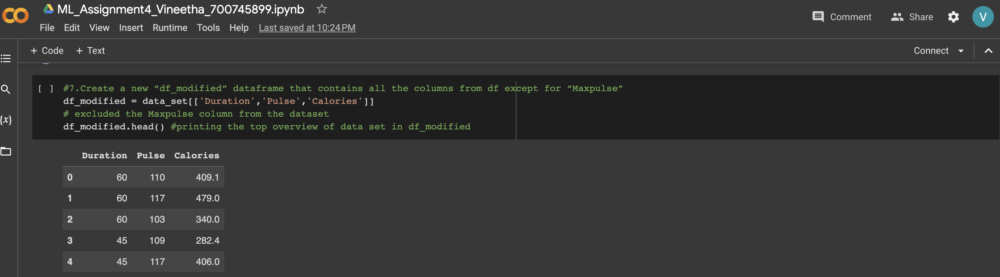 ML_Assignment4_Vineetha_700745899.ipynb
Comment Share V
File Edit View Insert Runtime Tools Help Last saved at 10:24 PM
+ Code + Text Connect
[ ] #7.Create a new “df_modified” dataframe that contains all the columns from df except for “Maxpulse”
df_modified = data_set[['Duration','Pulse','Calories']]
# excluded the Maxpulse column from the dataset
df_modified.head() #printing the top overview of data set in df_modified
{x}
Duration Pulse Calories
0 60 110 409.1
1 60 117 479.0
2 60 103 340.0
3 45 109 282.4
4 45 117 406.0